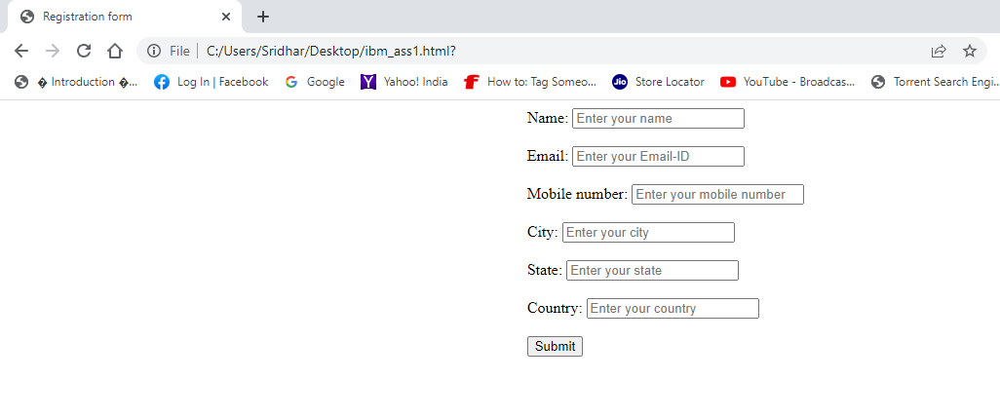 Registration form
File C:/Users/Sridhar/Desktop/ibm_ass1.html?
� Introduction �... Log In | Facebook Google Yahoo! India How to: Tag Someo... Store Locator YouTube - Broadcas... Torrent Search Engi...
Jio
Name: Enter your name
Email: Enter your Email-ID
Mobile number: Enter your mobile number
City: Enter your city
State: Enter your state
Country: Enter your country
Submit